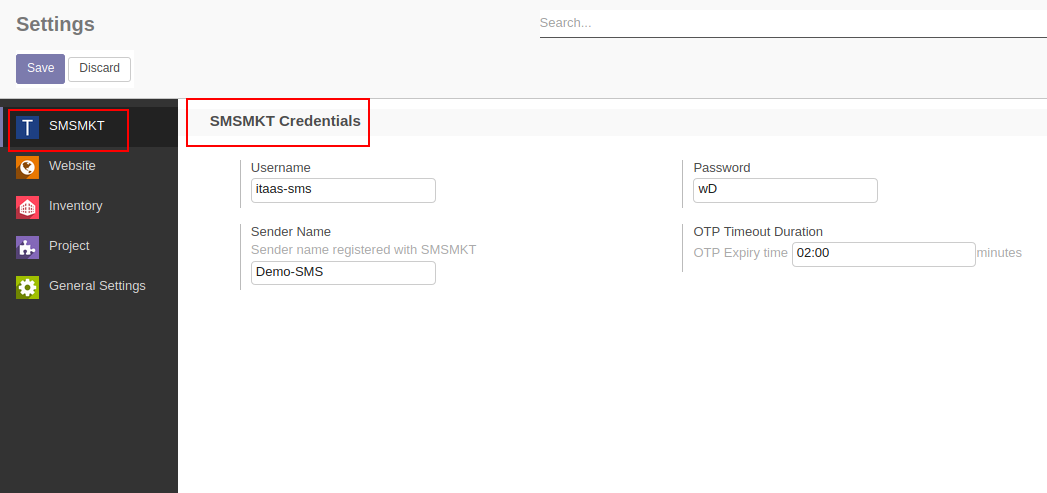 Settings
Search...
Save Discard
SMSMKT
Website
Inventory
Project
General Settings
SMSMKT Credentials
Username
itaas-sms
Password
wD
Sender Name
Sender name registered with SMSMKT
Demo-SMS
OTP Timeout Duration
OTP Expiry time 02:00 minutes